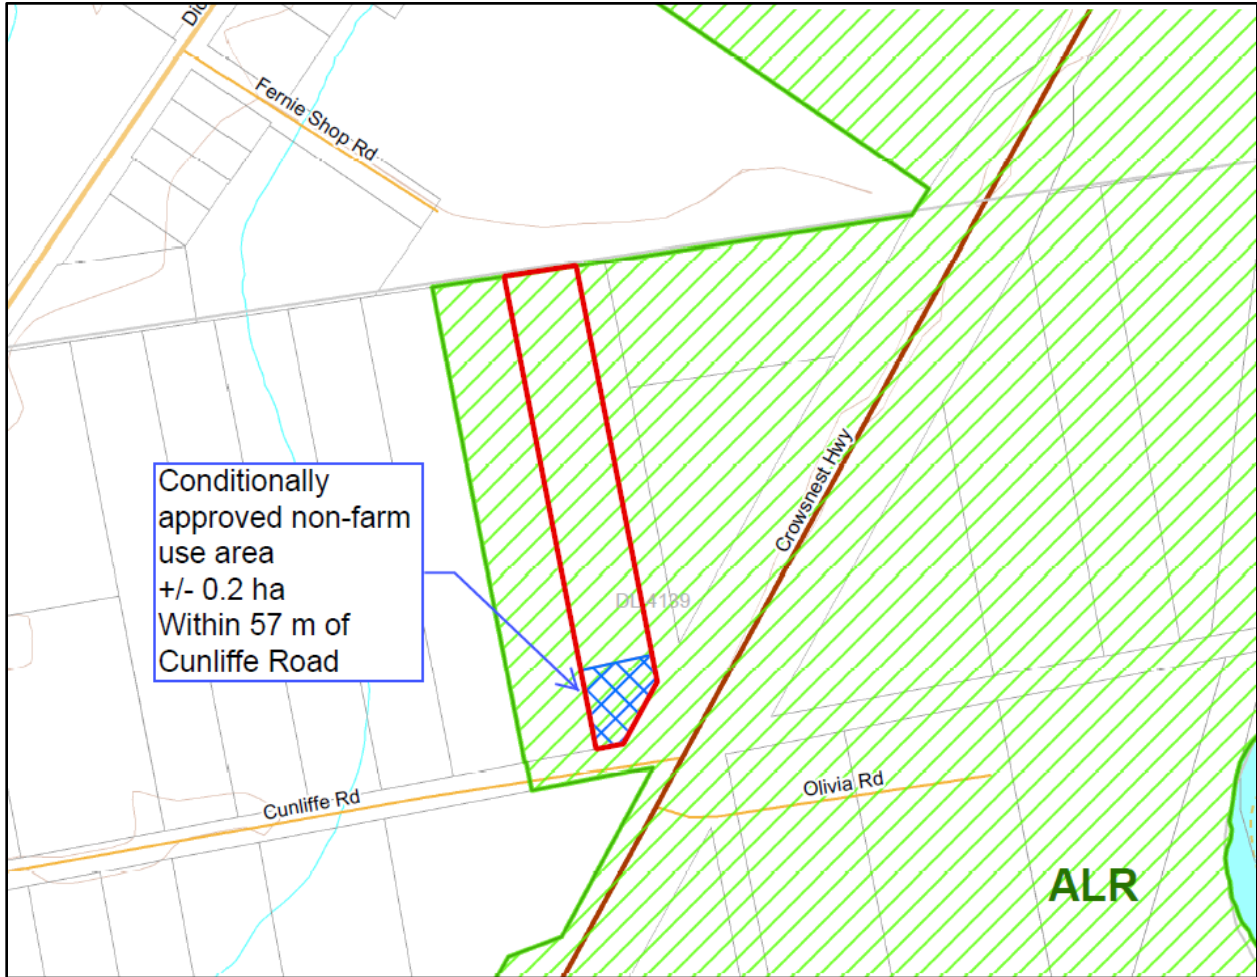 Fernie Shop Rd
Conditionally
approved non-farm
use area
+/- 0.2 ha
Within 57 m of
Cunliffe Road
Crowsnest Hwy
DL 4139
Cunliffe Rd
Olivia Rd
ALR